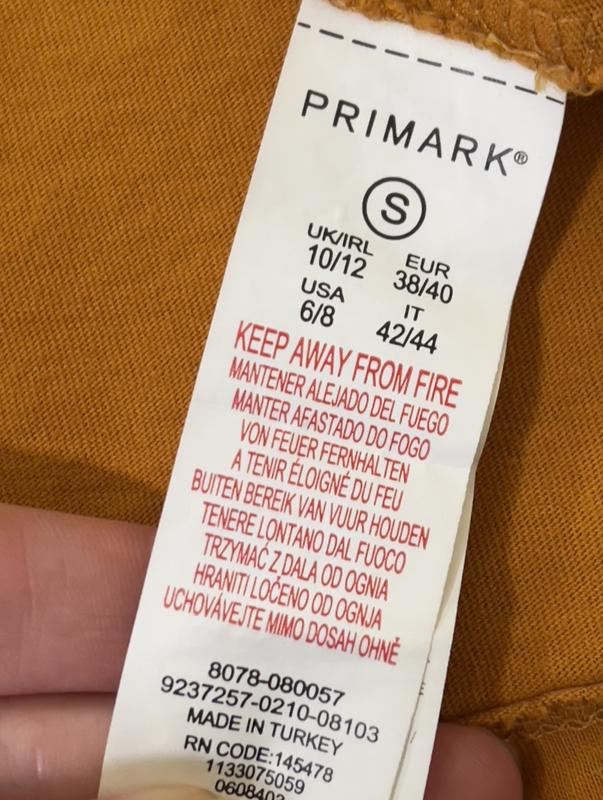 PRIMARK®
S
UK/IRL EUR
10/12 38/40
USA IT
6/8 42/44
KEEP AWAY FROM FIRE
MANTENER ALEJADO DEL FUEGO
MANTER AFASTADO DO FOGO
VON FEUER FERNHALTEN
A TENIR ÉLOIGNÉ DU FEU
BUITEN BEREIK VAN VUUR HOUDEN
TENERE LONTANO DAL FUOCO
TRZYMAĆ Z DALA OD OGNIA
HRANITI LOČENO OD OGNJA
UCHOVÁVEJTE MIMO DOSAH OHNĚ
8078-080057
9237257-0210-08103
MADE IN TURKEY
RN CODE:145478
1133075059